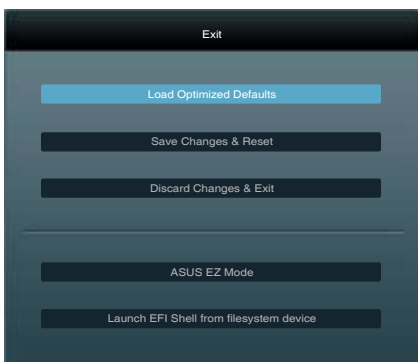 Exit
Load Optimized Defaults
Save Changes & Reset
Discard Changes & Exit
ASUS EZ Mode
Launch EFI Shell from filesystem device